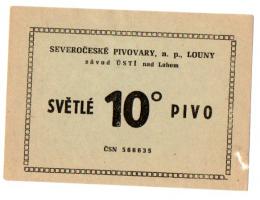 SEVEROČESKÉ PIVOVARY, n. p., LOUNY
závod ÚSTÍ nad Labem
SVĚTLÉ 10° PIVO
ČSN 566635